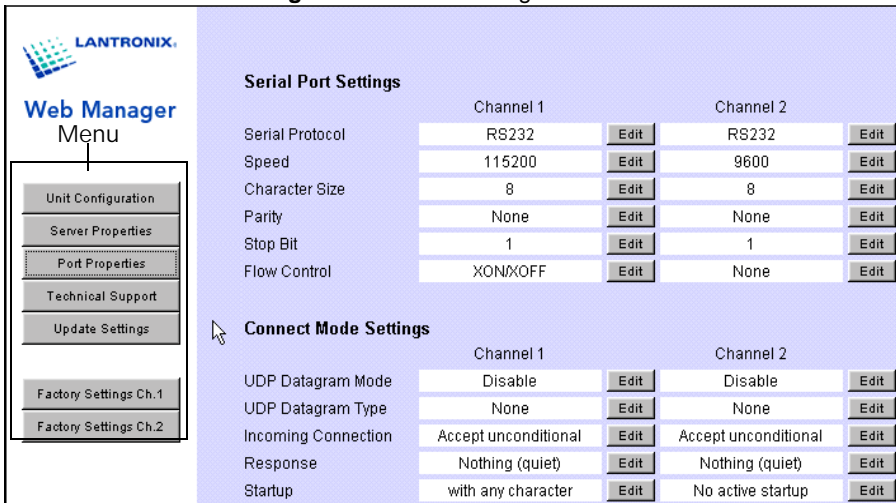 LANTRONIX
Web Manager
Menu
Unit Configuration
Server Properties
Port Properties
Technical Support
Update Settings
Factory Settings Ch.1
Factory Settings Ch.2
Serial Port Settings
Channel 1 Channel 2
Serial Protocol RS232 Edit RS232 Edit
Speed 115200 Edit 9600 Edit
Character Size 8 Edit 8 Edit
Parity None Edit None Edit
Stop Bit 1 Edit 1 Edit
Flow Control XON/XOFF Edit None Edit
Connect Mode Settings
Channel 1 Channel 2
UDP Datagram Mode Disable Edit Disable Edit
UDP Datagram Type None Edit None Edit
Incoming Connection Accept unconditional Edit Accept unconditional Edit
Response Nothing (quiet) Edit Nothing (quiet) Edit
Startup with any character Edit No active startup Edit